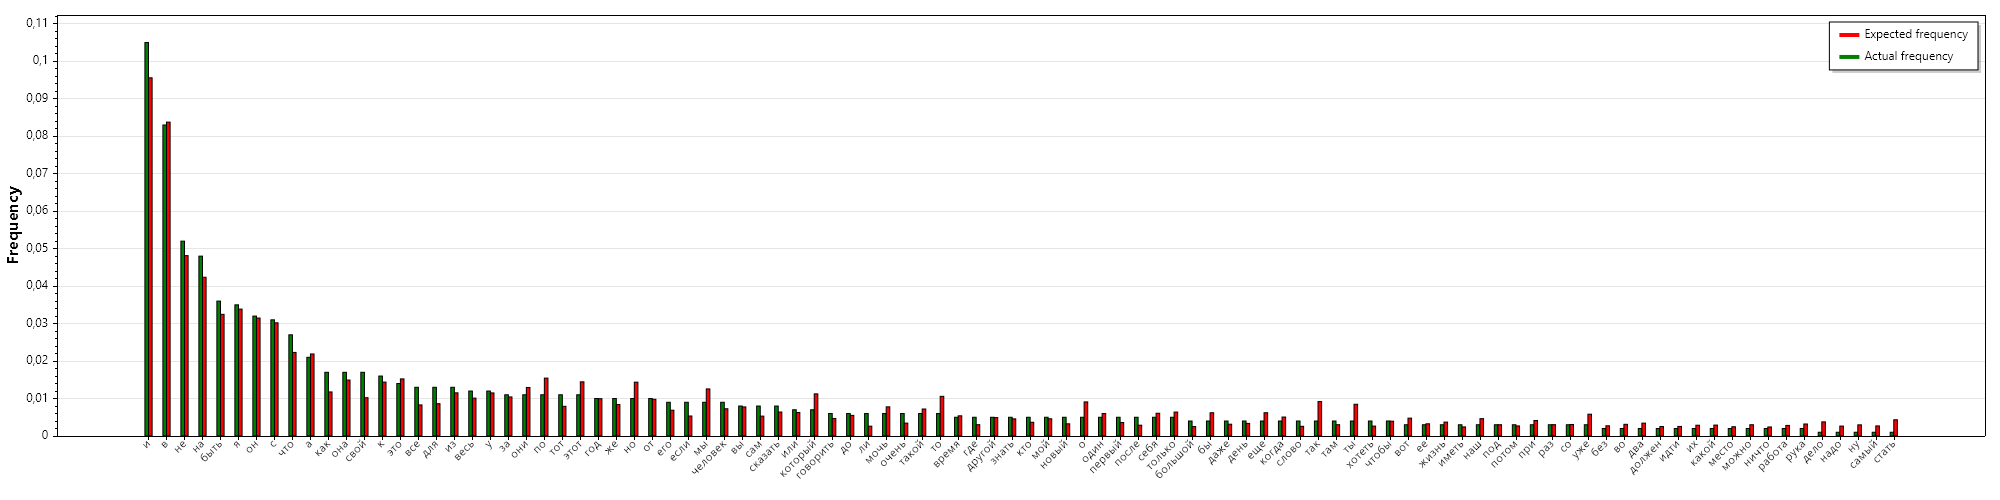 0,11
0,1
0,09
0,08
0,07
0,06
0,05
0,04
0,03
0,02
0,01
0
Frequency
Expected frequency
Actual frequency
и
в
не
на
быть
я
он
с
что
а
как
она
свой
к
это
все
для
из
весь
у
за
они
по
тот
этот
год
же
но
от
его
если
мы
человек
вы
сам
сказать
или
который
говорить
до
ли
мочь
очень
такой
то
время
где
другой
знать
кто
мой
новый
о
один
первый
после
себя
только
большой
бы
даже
день
еще
когда
слово
так
там
ты
хотеть
чтобы
вот
ее
жизнь
иметь
наш
под
потом
при
раз
со
уже
без
во
два
должен
идти
их
какой
место
можно
ничто
работа
рука
дело
надо
ну
самый
стать